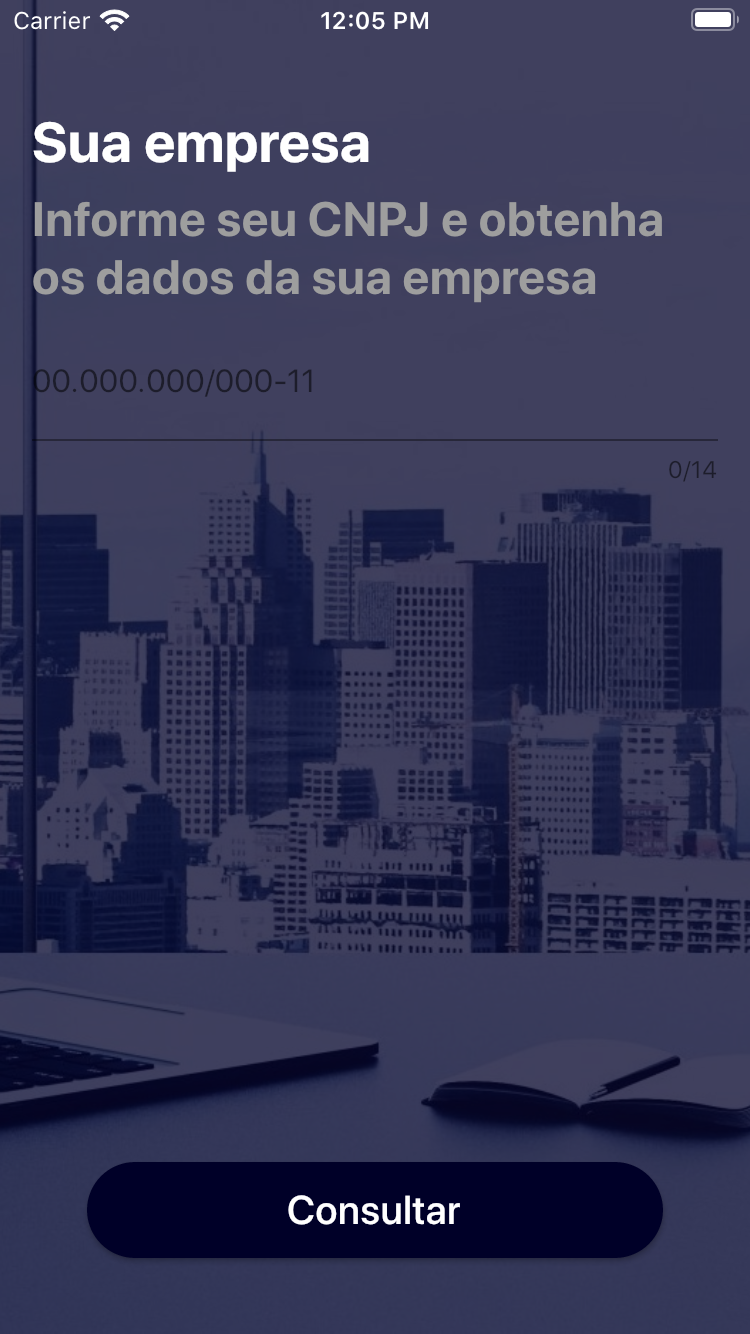 Carrier 12:05 PM
Sua empresa
Informe seu CNPJ e obtenha
os dados da sua empresa
00.000.000/000-11
0/14
Consultar